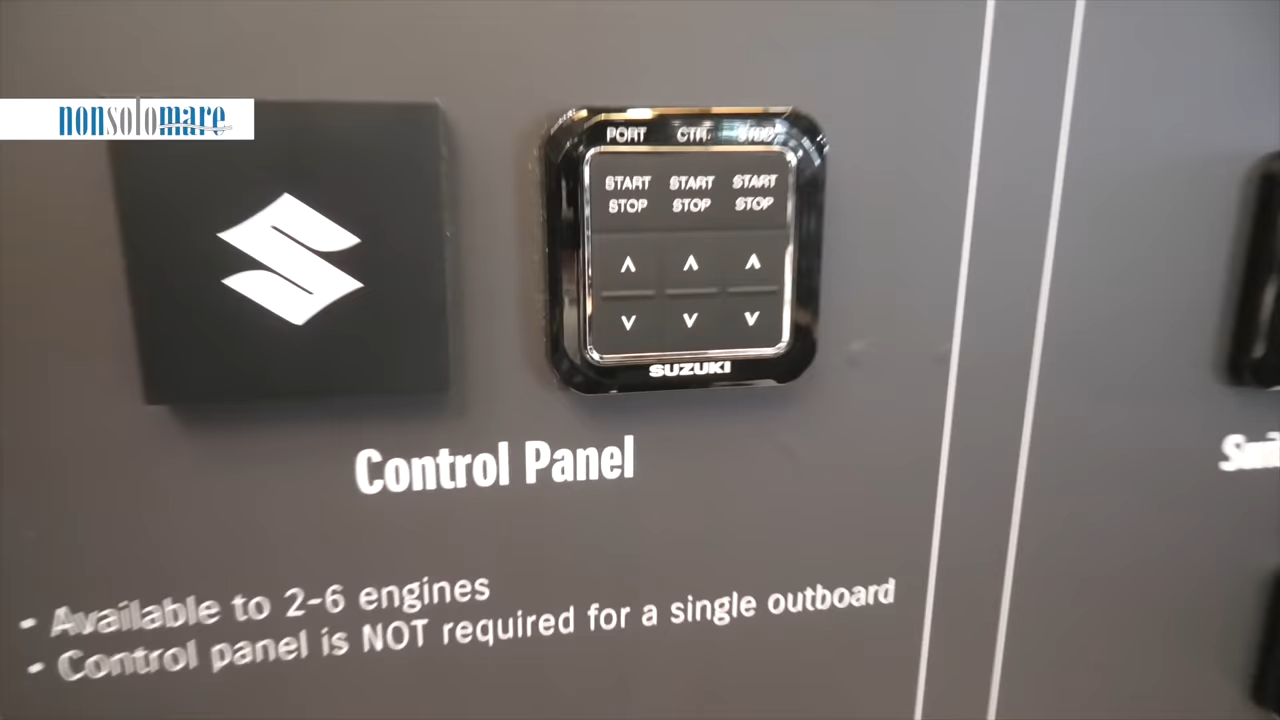 nonsolomare
PORT CTR. STBD
START START START
STOP STOP STOP
SUZUKI
Control Panel
- Available to 2-6 engines
- Control panel is NOT required for a single outboard